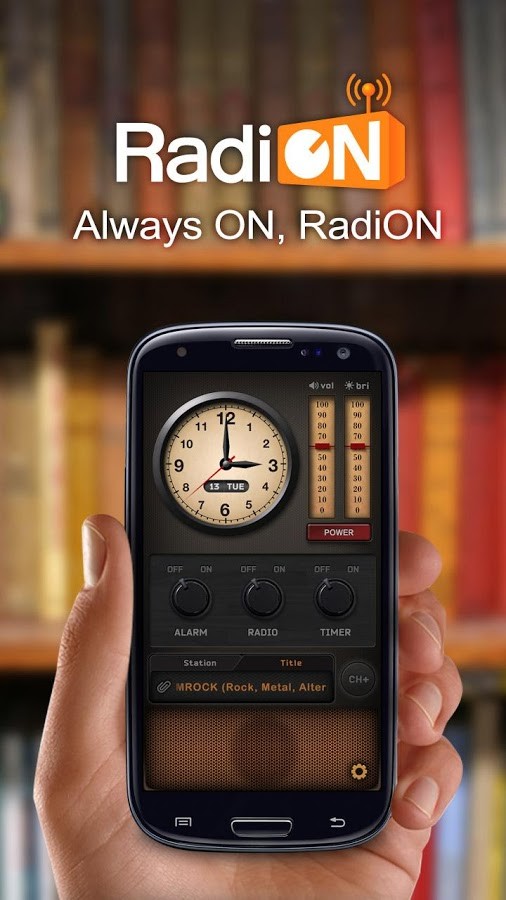 RadiON
Always ON, RadiON
vol bri
100 100
90 90
80 80
70 70
50 50
40 40
30 30
20 20
10 10
0 0
POWER
12
11 1
10 2
9 3
8 4
7 5
6
13 TUE
OFF ON OFF ON OFF ON
ALARM RADIO TIMER
Station Title
MROCK (Rock, Metal, Alter
CH+